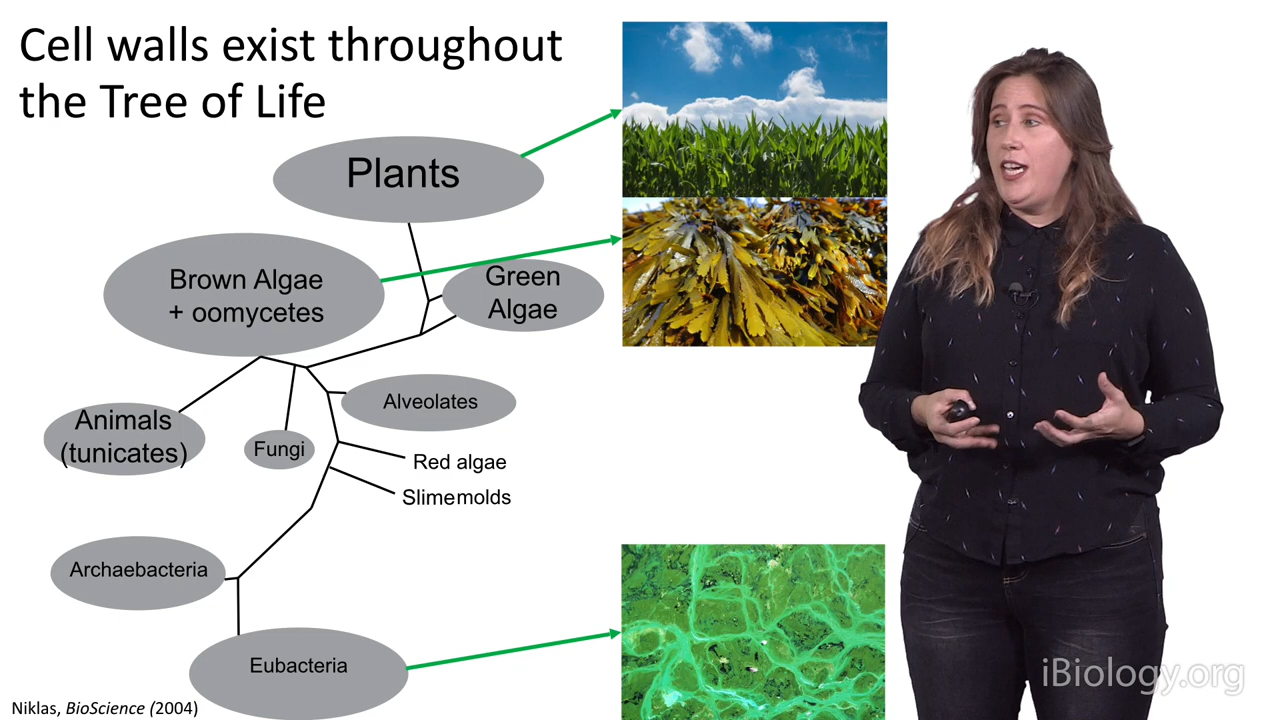 Cell walls exist throughout
the Tree of Life
Plants
Brown Algae
+ oomycetes
Green
Algae
Animals
(tunicates)
Fungi
Alveolates
Red algae
Slimemolds
Archaebacteria
Eubacteria
Niklas, BioScience (2004)
iBiology.org